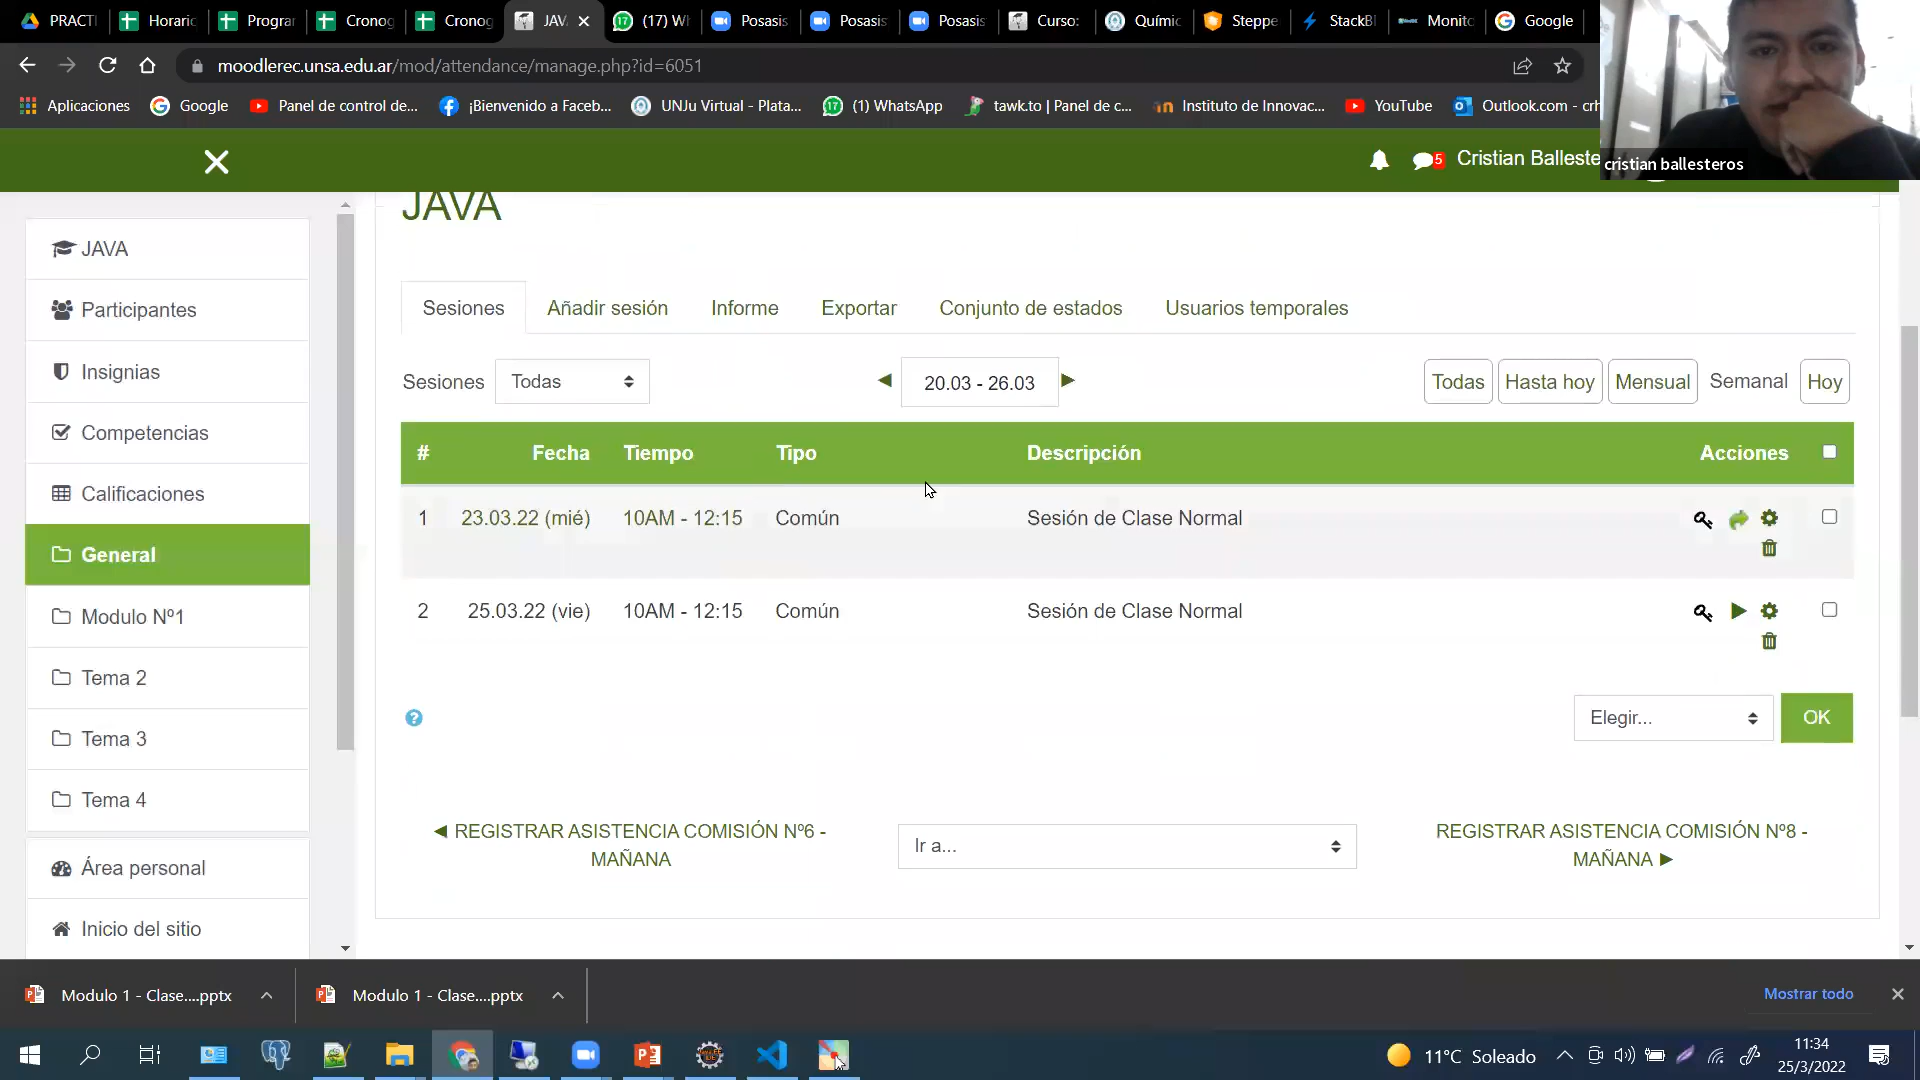 PRACTI
Horaric
Prograr
Cronog
Cronog
JAV
(17) W
Posasis
Posasis
Posasis
Curso:
Químic
Steppe
StackBl
Monito
Google
moodlerec.unsa.edu.ar/mod/attendance/manage.php?id=6051
Aplicaciones
Google
Panel de control de...
¡Bienvenido a Faceb...
UNJu Virtual - Plata...
(1) WhatsApp
tawk.to | Panel de c...
Instituto de Innovac...
YouTube
Outlook.com - crh
5
Cristian Balleste
cristian ballesteros
JAVA
JAVA
Participantes
Insignias
Competencias
Calificaciones
General
Modulo Nº1
Tema 2
Tema 3
Tema 4
Área personal
Inicio del sitio
Sesiones Añadir sesión Informe Exportar Conjunto de estados Usuarios temporales
Sesiones Todas 20.03 - 26.03 Todas Hasta hoy Mensual Semanal Hoy
# Fecha Tiempo Tipo Descripción Acciones
1 23.03.22 (mié) 10AM - 12:15 Común Sesión de Clase Normal
2 25.03.22 (vie) 10AM - 12:15 Común Sesión de Clase Normal
? Elegir... OK
◄ REGISTRAR ASISTENCIA COMISIÓN Nº6 -
MAÑANA
Ir a...
REGISTRAR ASISTENCIA COMISIÓN Nº8 -
MAÑANA ►
Modulo 1 - Clase....pptx
Modulo 1 - Clase....pptx
Mostrar todo
11°C Soleado
11:34
25/3/2022